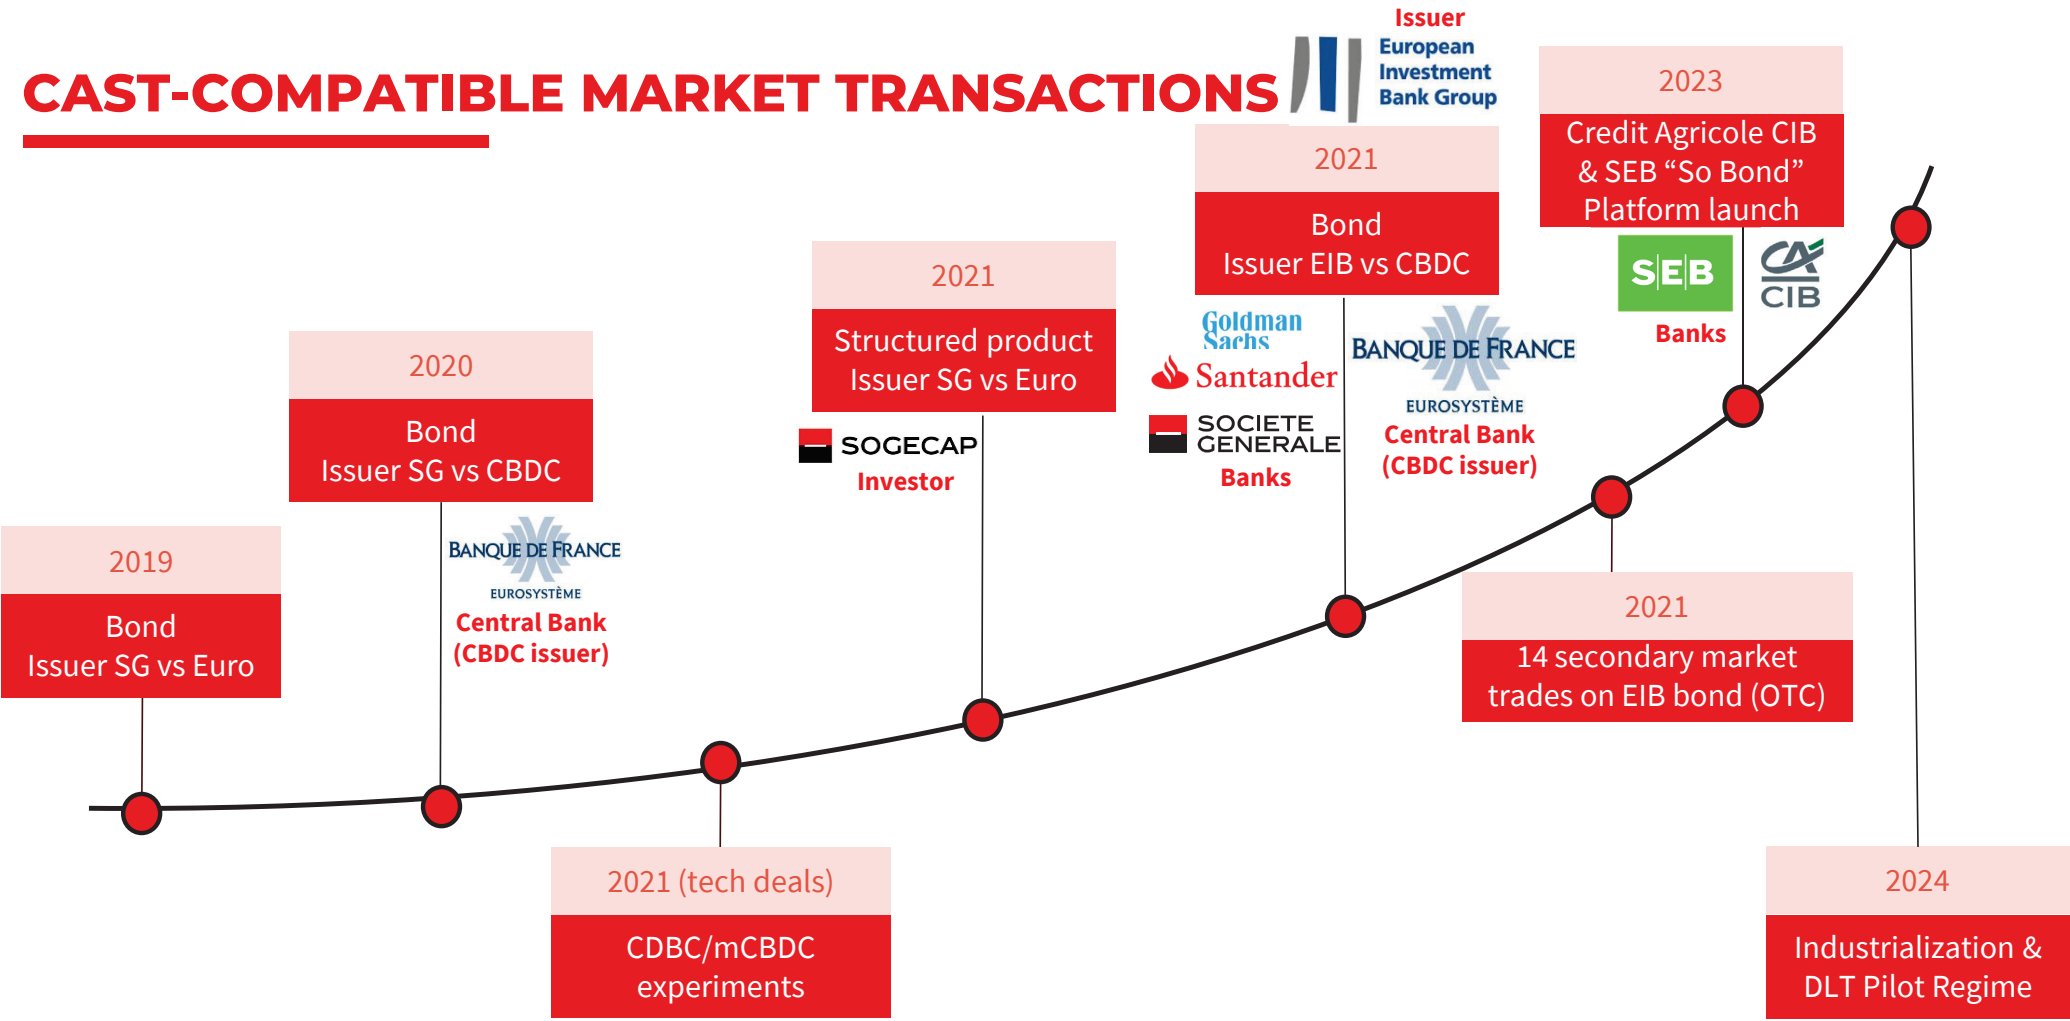 CAST-COMPATIBLE MARKET TRANSACTIONS
2019
Bond
Issuer SG vs Euro
2020
Bond
Issuer SG vs CBDC
BANQUE DE FRANCE
EUROSYSTÈME
Central Bank
(CBDC issuer)
2021 (tech deals)
CDBC/mCBDC
experiments
2021
Structured product
Issuer SG vs Euro
SOGECAP
Investor
Issuer
European
Investment
Bank Group
2021
Bond
Issuer EIB vs CBDC
Goldman
Sachs
Santander
SOCIETE
GENERALE
Banks
BANQUE DE FRANCE
EUROSYSTÈME
Central Bank
(CBDC issuer)
2021
14 secondary market
trades on EIB bond (OTC)
2023
Credit Agricole CIB
& SEB “So Bond”
Platform launch
S|E|B
CA
CIB
Banks
2024
Industrialization &
DLT Pilot Regime